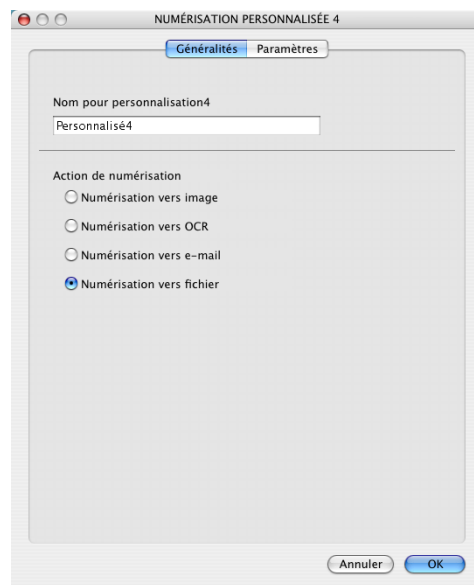 NUMÉRISATION PERSONNALISÉE 4
Généralités Paramètres
Nom pour personnalisation4
Personnalisé4
Action de numérisation
Numérisation vers image
Numérisation vers OCR
Numérisation vers e-mail
Numérisation vers fichier
Annuler OK